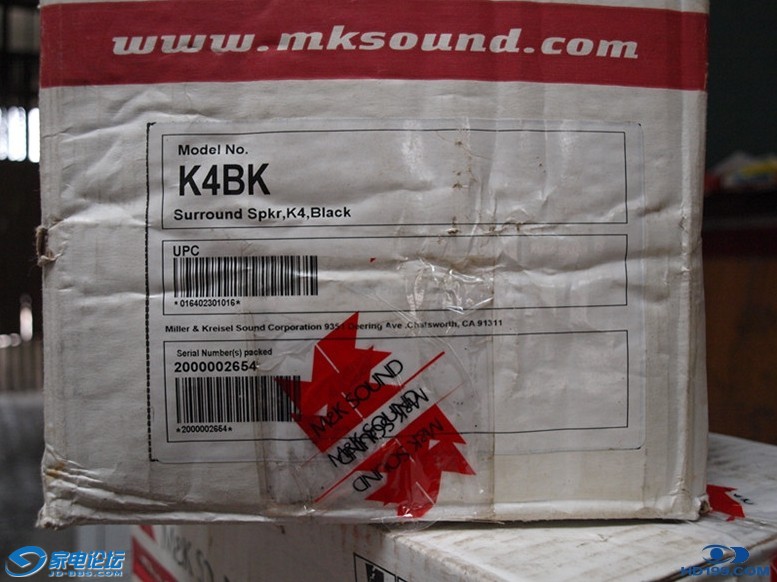 www.mksound.com
Model No.
K4BK
Surround Spkr,K4,Black
UPC
*016402301016*
Miller & Kreisel Sound Corporation 9351 Deering Ave .Chatsworth, CA 91311
Serial Number(s) packed
2000002654
*2000002654*
M&K SOUND
M&K SOUND
M&K SOUND
M&K SOUND
家电论坛
JD-BBS.COM
HD199.COM